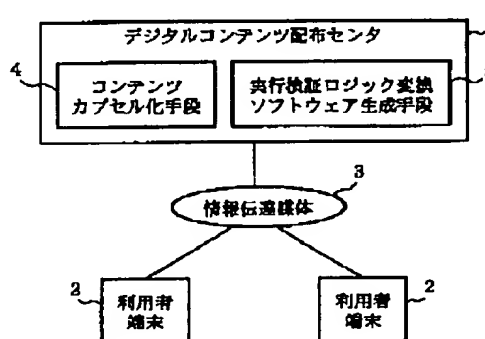 デジタルコンテンツ配布センタ
4
コンテンツ
カプセル化手段
実行検証ロジック変換
ソフトウェア生成手段
3
情報伝達媒体
2
利用者
端末
利用者
端末
2